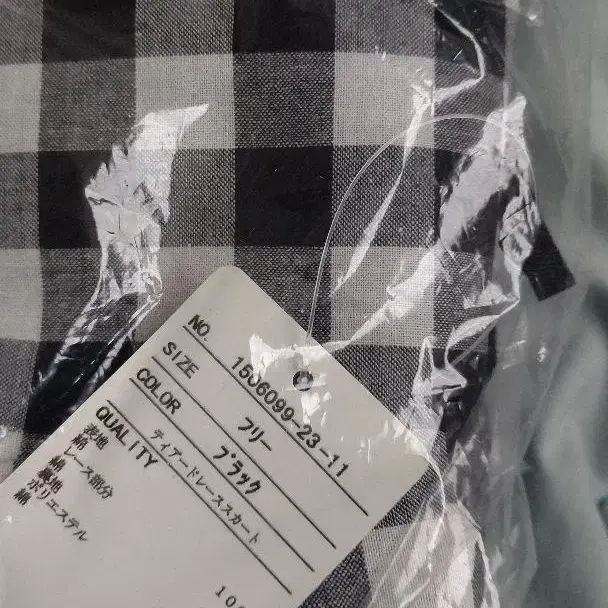 NO. 1506099-23-11
SIZE フリー
COLOR ブラック
QUALITY ティアードレーススカート
表地
綿
レース部分
綿
裏地
ポリエステル
綿